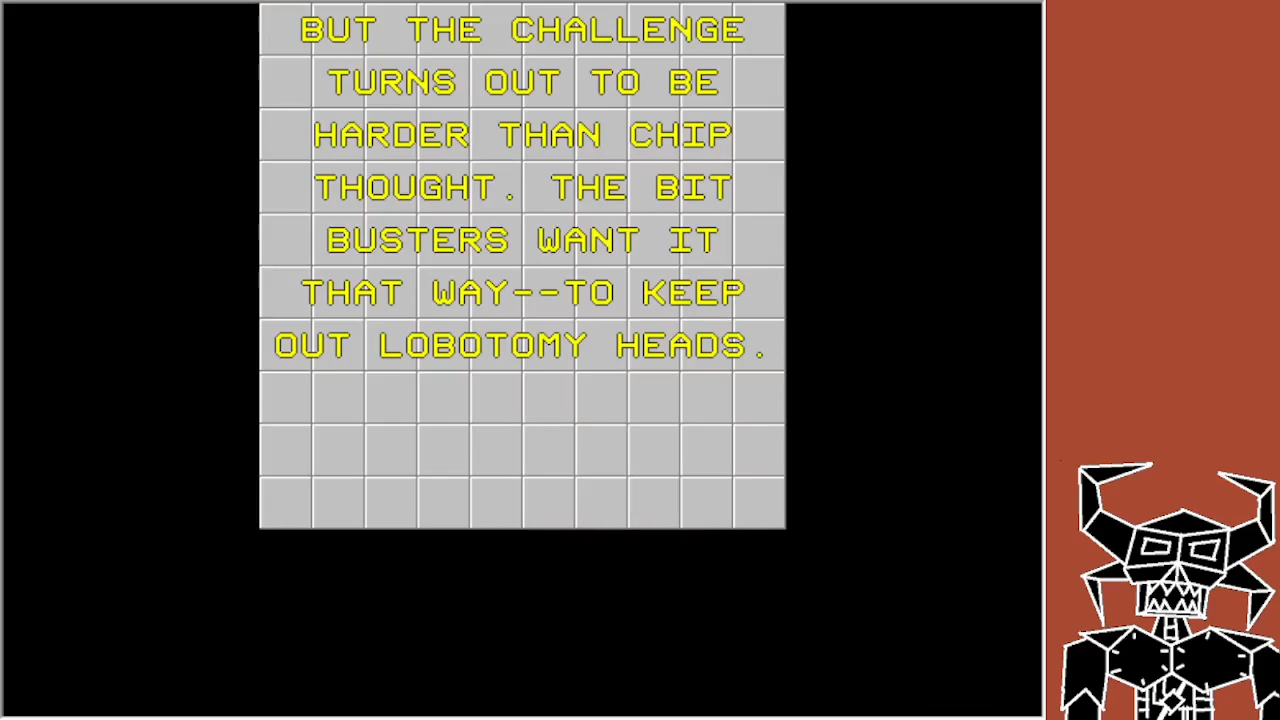 BUT THE CHALLENGE
TURNS OUT TO BE
HARDER THAN CHIP
THOUGHT. THE BIT
BUSTERS WANT IT
THAT WAY--TO KEEP
OUT LOBOTOMY HEADS.